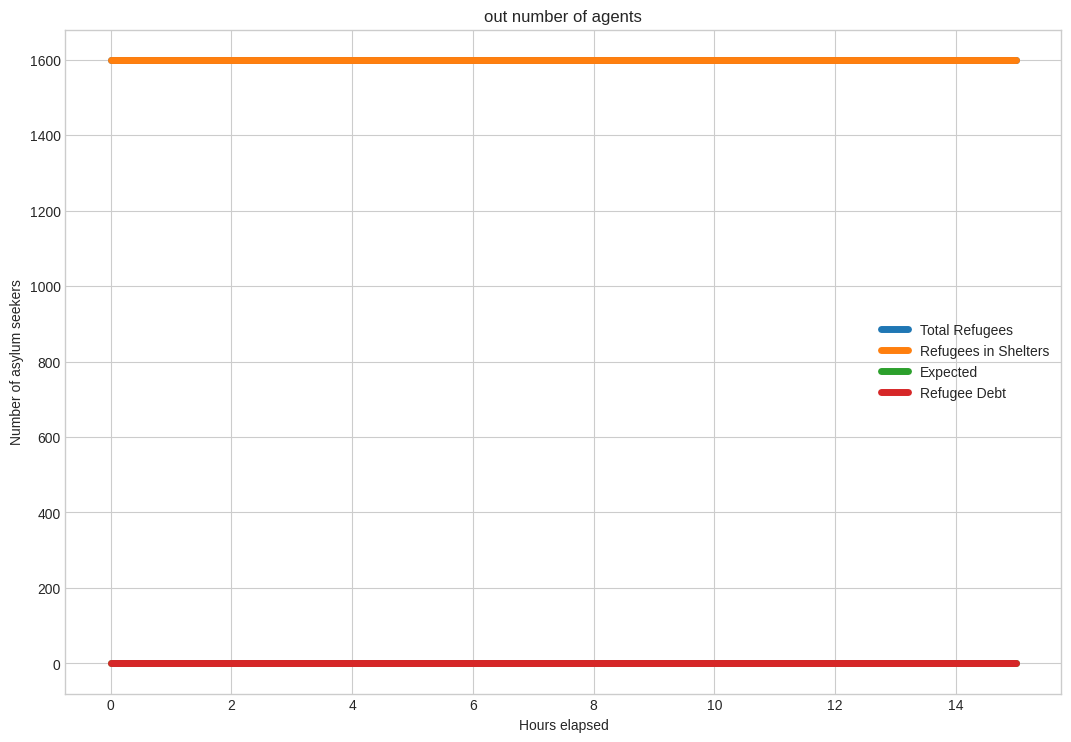 out number of agents
Number of asylum seekers
1600
1400
1200
1000
800
600
400
200
0
Total Refugees
Refugees in Shelters
Expected
Refugee Debt
0 2 4 6 8 10 12 14
Hours elapsed